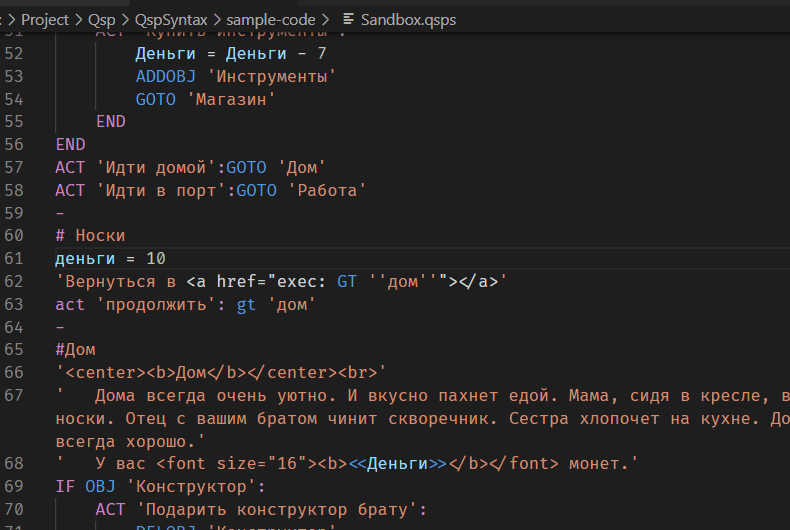 Project > Qsp > QspSyntax > sample-code > Sandbox.qsps
51 ACT 'Купить инструменты':
52 Деньги = Деньги - 7
53 ADDOBJ 'Инструменты'
54 GOTO 'Магазин'
55 END
56 END
57 ACT 'Идти домой':GOTO 'Дом'
58 ACT 'Идти в порт':GOTO 'Работа'
59 -
60 # Носки
61 деньги = 10
62 'Вернуться в <a href="exec: GT ''дом''"></a>'
63 act 'продолжить': gt 'дом'
64 -
65 #Дом
66 '<center><b>Дом</b></center><br>'
67 '   Дома всегда очень уютно. И вкусно пахнет едой. Мама, сидя в кресле, в
носки. Отец с вашим братом чинит скворечник. Сестра хлопочет на кухне. До
всегда хорошо.'
68 '   У вас <font size="16"><b><<Деньги>></b></font> монет.'
69 IF OBJ 'Конструктор':
70 ACT 'Подарить конструктор брату':
71 DELOBJ 'Конструктор'